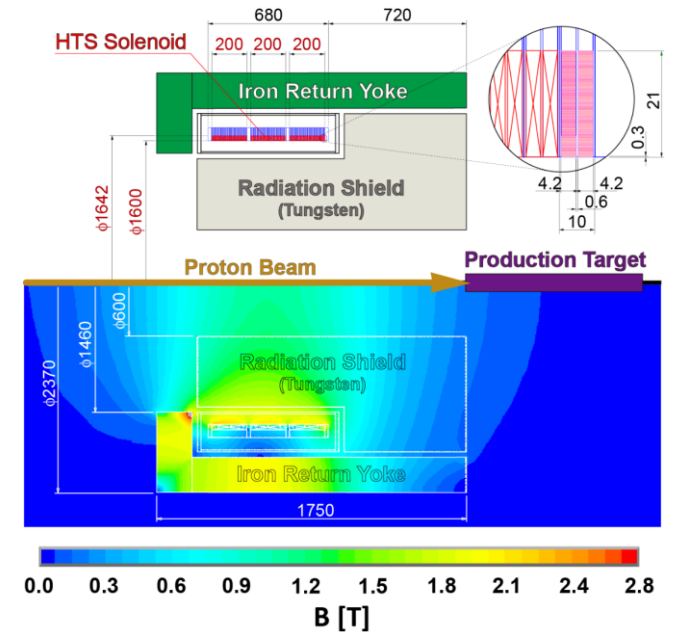 680
720
HTS Solenoid
200
200
200
Iron Return Yoke
21
0.3
4.2
4.2
0.6
10
Radiation Shield
(Tungsten)
ϕ1642
ϕ1600
Proton Beam
Production Target
ϕ600
ϕ1460
ϕ2370
Radiation Shield
(Tungsten)
Iron Return Yoke
1750
0.0 0.3 0.6 0.9 1.2 1.5 1.8 2.1 2.4 2.8
B [T]